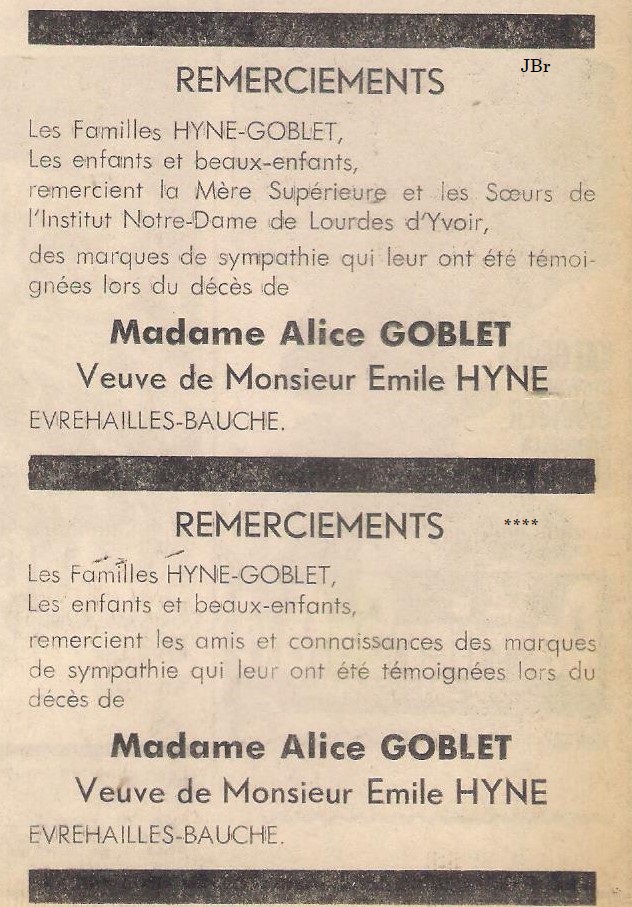 REMERCIEMENTS JBr
Les Familles HYNE-GOBLET,
Les enfants et beaux-enfants,
remercient la Mère Supérieure et les Sœurs de
l'Institut Notre-Dame de Lourdes d'Yvoir,
des marques de sympathie qui leur ont été témoi-
gnées lors du décès de
Madame Alice GOBLET
Veuve de Monsieur Emile HYNE
EVREHAILLES-BAUCHE.
REMERCIEMENTS ****
Les Familles HYNE-GOBLET,
Les enfants et beaux-enfants,
remercient les amis et connaissances des marques
de sympathie qui leur ont été témoignées lors du
décès de
Madame Alice GOBLET
Veuve de Monsieur Emile HYNE
EVREHAILLES-BAUCHE.